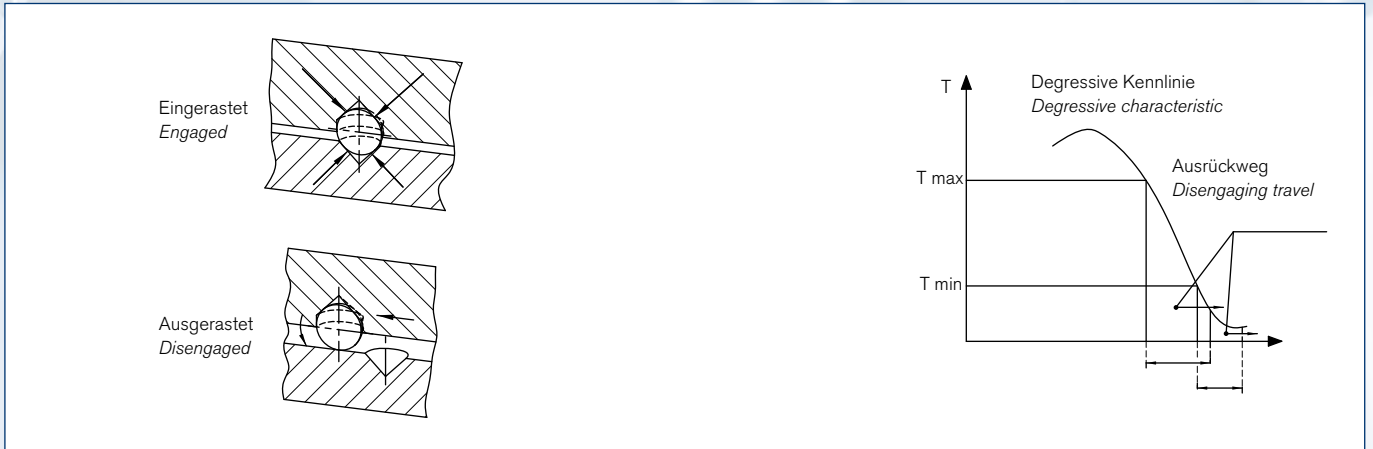 Eingerastet
Engaged
Ausgerastet
Disengaged
T
Degressive Kennlinie
Degressive characteristic
Ausrückweg
Disengaging travel
T max
T min